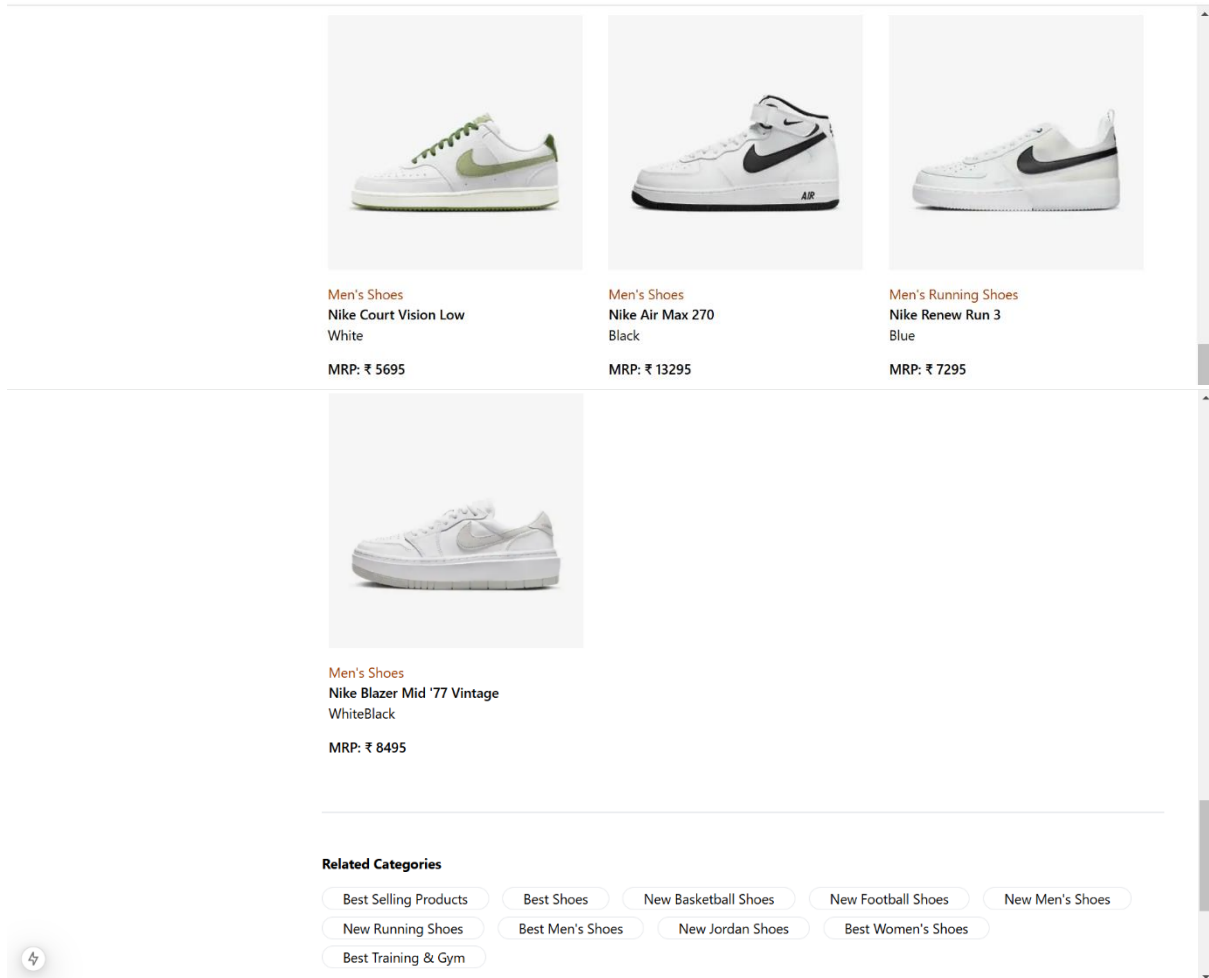 AIR
Men's Shoes
Nike Court Vision Low
White
MRP: ₹ 5695
Men's Shoes
Nike Air Max 270
Black
MRP: ₹ 13295
Men's Running Shoes
Nike Renew Run 3
Blue
MRP: ₹ 7295
Men's Shoes
Nike Blazer Mid '77 Vintage
WhiteBlack
MRP: ₹ 8495
Related Categories
Best Selling Products Best Shoes New Basketball Shoes New Football Shoes New Men's Shoes
New Running Shoes Best Men's Shoes New Jordan Shoes Best Women's Shoes
Best Training & Gym